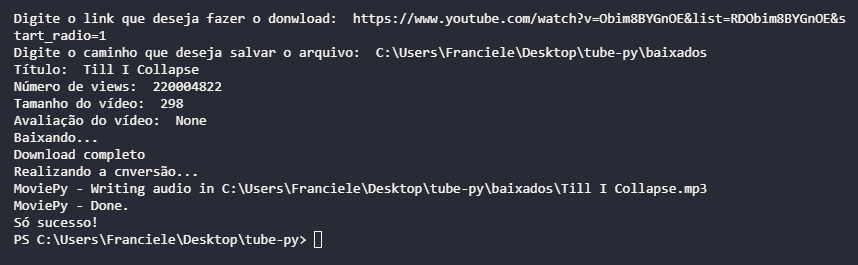 Digite o link que deseja fazer o donwload:  https://www.youtube.com/watch?v=Obim8BYGnOE&list=RDObim8BYGnOE&s
tart_radio=1
Digite o caminho que deseja salvar o arquivo:  C:\Users\Franciele\Desktop\tube-py\baixados
Título:  Till I Collapse
Número de views:  220004822
Tamanho do vídeo:  298
Avaliação do vídeo:  None
Baixando...
Download completo
Realizando a cnversão...
MoviePy - Writing audio in C:\Users\Franciele\Desktop\tube-py\baixados\Till I Collapse.mp3
MoviePy - Done.
Só sucesso!
PS C:\Users\Franciele\Desktop\tube-py>